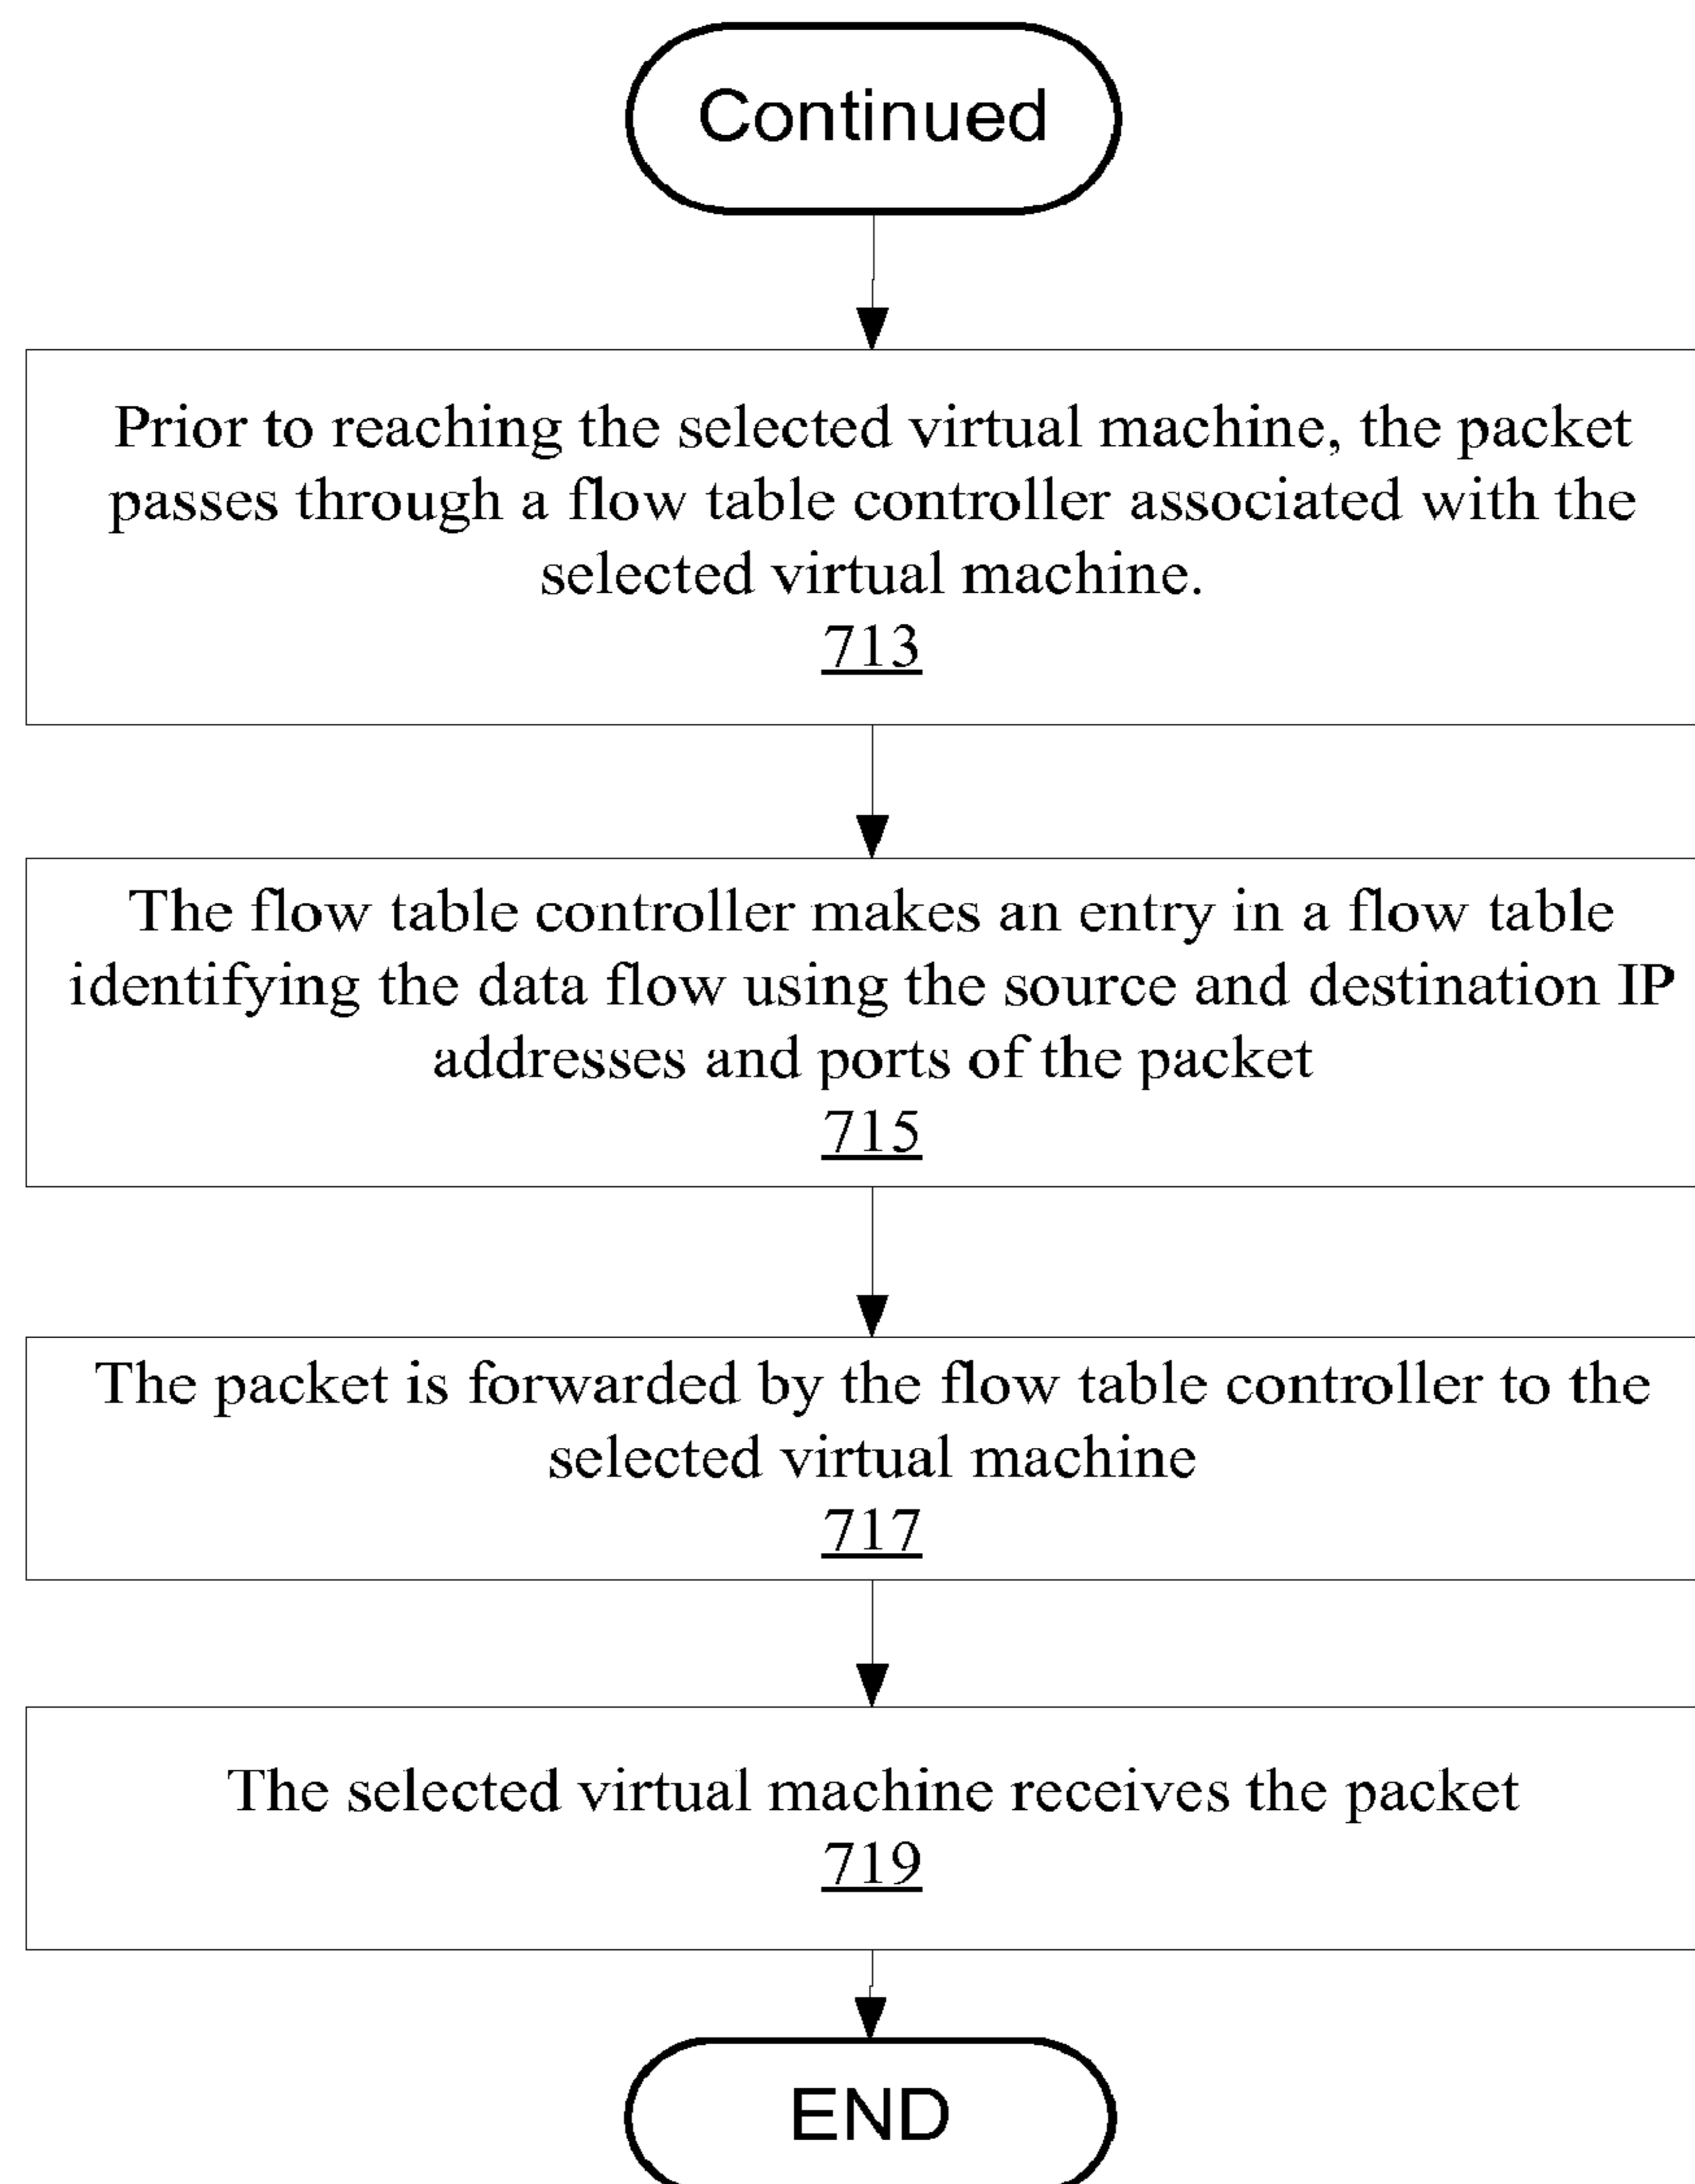 Continued
Prior to reaching the selected virtual machine, the packet
passes through a flow table controller associated with the
selected virtual machine.
713
The flow table controller makes an entry in a flow table
identifying the data flow using the source and destination IP
addresses and ports of the packet
715
The packet is forwarded by the flow table controller to the
selected virtual machine
717
The selected virtual machine receives the packet
719
END